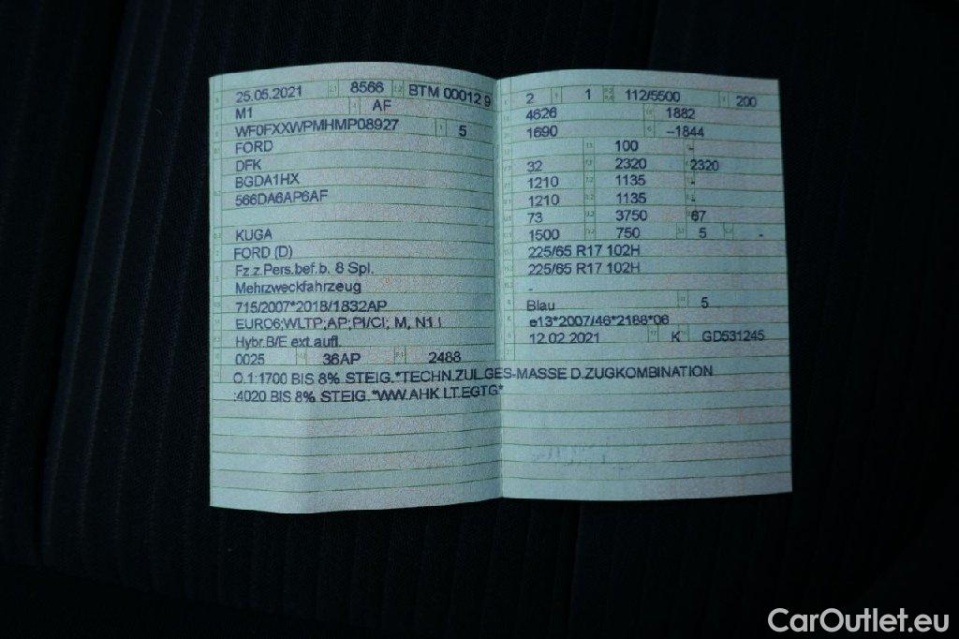 25.05.2021 8566 BTM 00012 9
M1 AF
WF0FXXWPMHMP08927 5
FORD
DFK
BGDA1HX
566DA6AP6AF
KUGA
FORD (D)
Fz.z.Pers.bef.b. 8 Spl.
Mehrzweckfahrzeug
715/2007*2018/1832AP
EURO6;WLTP;AP;PI/CI; M, N1 I
Hybr.B/E ext.aufl.
0025 36AP 2488
2 1 112/5500 200
4626 1882
1690 –1844
100 -
32 2320 2320
1210 1135 -
1210 1135 -
73 3750 67
1500 750 5 -
225/65 R17 102H
225/65 R17 102H
-
Blau 5
e13*2007/46*2188*06
12.02.2021 K GD531245
O.1:1700 BIS 8% STEIG.*TECHN.ZUL.GES-MASSE D.ZUGKOMBINATION
:4020 BIS 8% STEIG.*WW.AHK LT.EGTG*
CarOutlet.eu